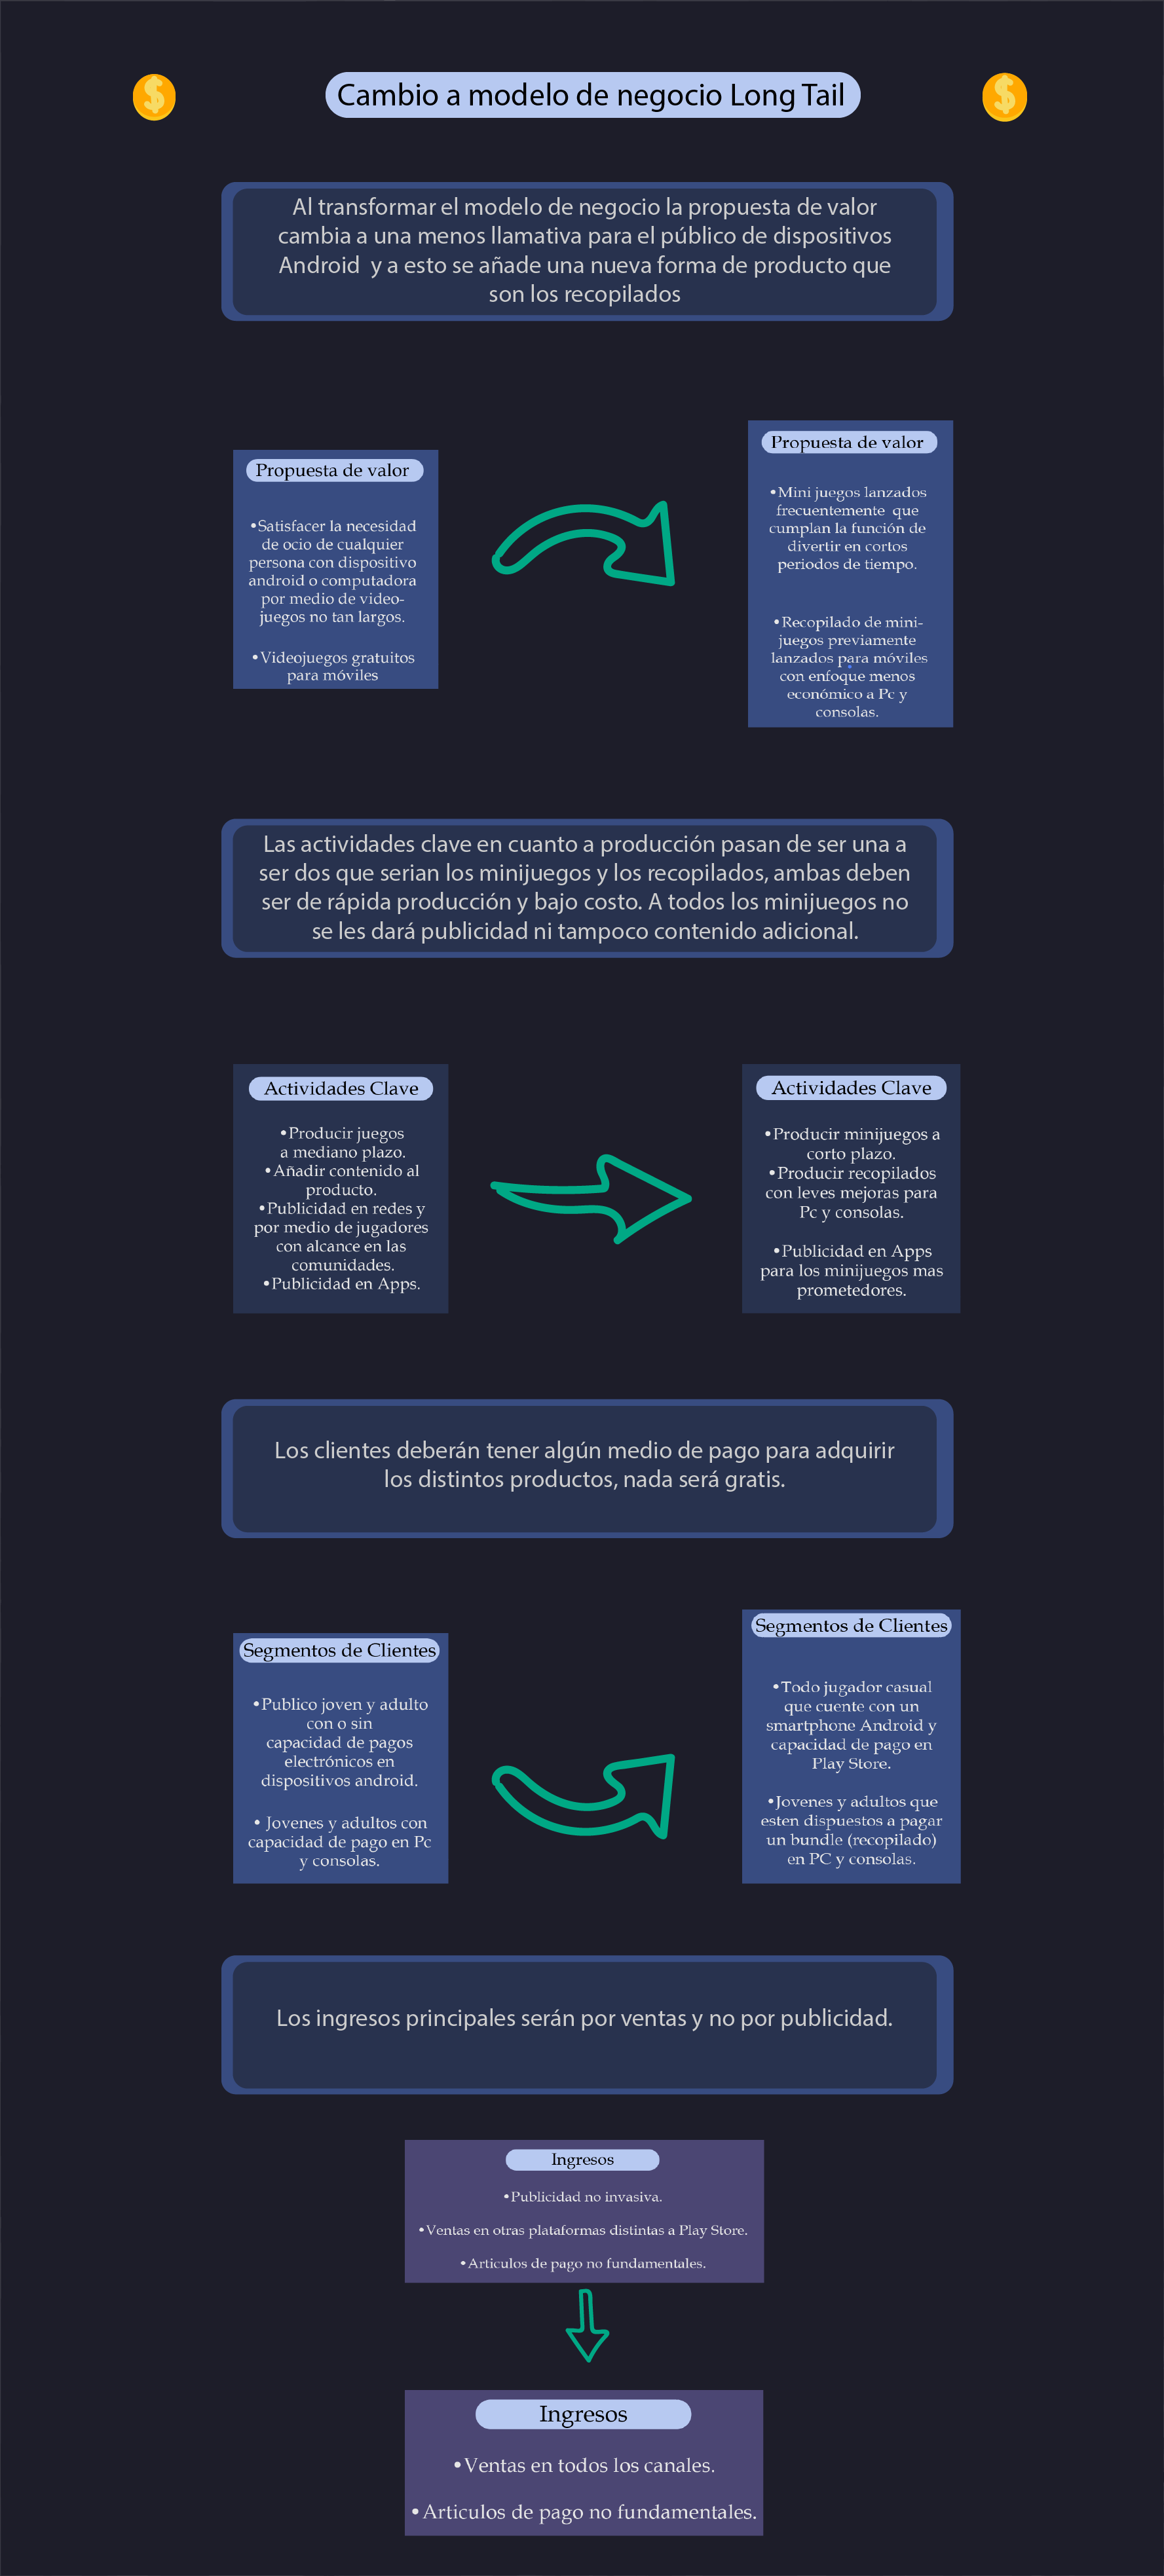 Cambio a modelo de negocio Long Tail
Al transformar el modelo de negocio la propuesta de valor
cambia a una menos llamativa para el público de dispositivos
Android y a esto se añade una nueva forma de producto que
son los recopilados
Propuesta de valor
•Satisfacer la necesidad
de ocio de cualquier
persona con dispositivo
android o computadora
por medio de video-
juegos no tan largos.
•Videojuegos gratuitos
para móviles
Propuesta de valor
•Mini juegos lanzados
frecuentemente que
cumplan la función de
divertir en cortos
periodos de tiempo.
•Recopilado de mini-
juegos previamente
lanzados para móviles
con enfoque menos
económico a Pc y
consolas.
Las actividades clave en cuanto a producción pasan de ser una a
ser dos que serian los minijuegos y los recopilados, ambas deben
ser de rápida producción y bajo costo. A todos los minijuegos no
se les dará publicidad ni tampoco contenido adicional.
Actividades Clave
•Producir juegos
a mediano plazo.
•Añadir contenido al
producto.
•Publicidad en redes y
por medio de jugadores
con alcance en las
comunidades.
•Publicidad en Apps.
Actividades Clave
•Producir minijuegos a
corto plazo.
•Producir recopilados
con leves mejoras para
Pc y consolas.
•Publicidad en Apps
para los minijuegos mas
prometedores.
Los clientes deberán tener algún medio de pago para adquirir
los distintos productos, nada será gratis.
Segmentos de Clientes
•Publico joven y adulto
con o sin
capacidad de pagos
electrónicos en
dispositivos android.
• Jovenes y adultos con
capacidad de pago en Pc
y consolas.
Segmentos de Clientes
•Todo jugador casual
que cuente con un
smartphone Android y
capacidad de pago en
Play Store.
•Jovenes y adultos que
esten dispuestos a pagar
un bundle (recopilado)
en PC y consolas.
Los ingresos principales serán por ventas y no por publicidad.
Ingresos
•Publicidad no invasiva.
•Ventas en otras plataformas distintas a Play Store.
•Articulos de pago no fundamentales.
Ingresos
•Ventas en todos los canales.
•Articulos de pago no fundamentales.